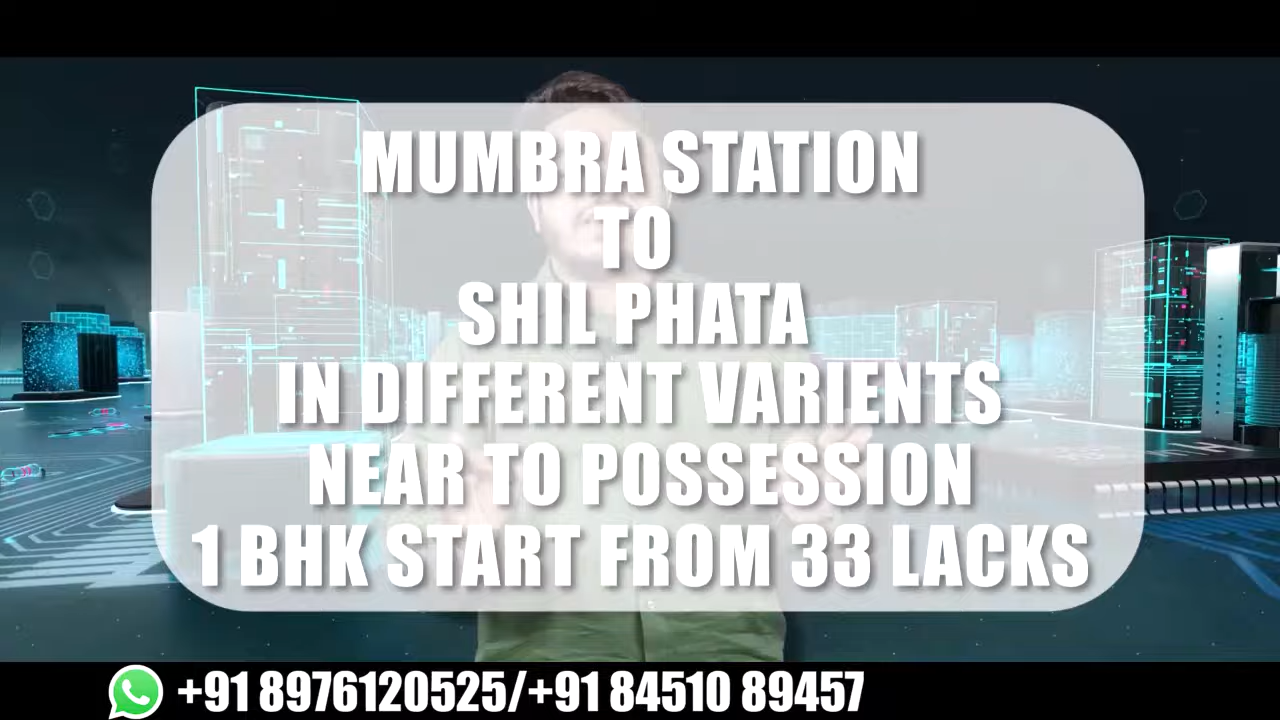 MUMBRA STATION
TO
SHIL PHATA
IN DIFFERENT VARIENTS
NEAR TO POSSESSION
1 BHK START FROM 33 LACKS
+91 8976120525/+91 84510 89457